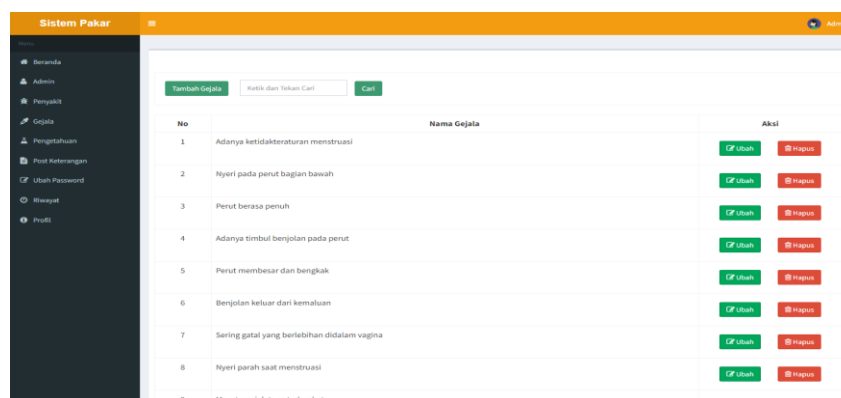 Sistem Pakar
Menu
Beranda
Admin
Penyakit
Gejala
Pengetahuan
Post Keterangan
Ubah Password
Riwayat
Profil
Tambah Gejala Ketik dan Tekan Cari Cari
No Nama Gejala Aksi
1 Adanya ketidakteraturan menstruasi Ubah Hapus
2 Nyeri pada perut bagian bawah Ubah Hapus
3 Perut berasa penuh Ubah Hapus
4 Adanya timbul benjolan pada perut Ubah Hapus
5 Perut membesar dan bengkak Ubah Hapus
6 Benjolan keluar dari kemaluan Ubah Hapus
7 Sering gatal yang berlebihan didalam vagina Ubah Hapus
8 Nyeri parah saat menstruasi Ubah Hapus